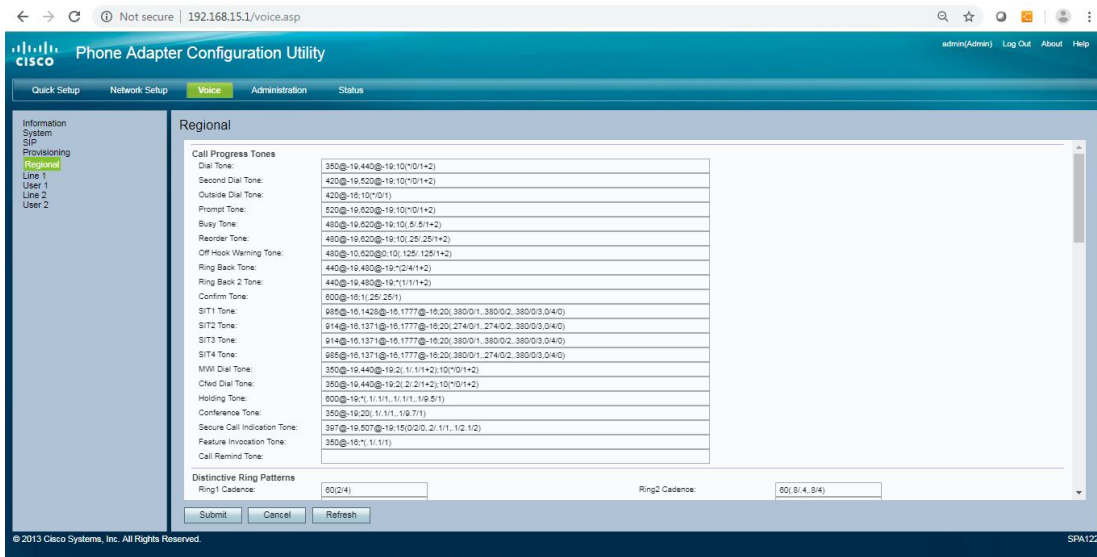 Not secure | 192.168.15.1/voice.asp
CISCO
Phone Adapter Configuration Utility
admin(Admin) Log Out About Help
Quick Setup Network Setup Voice Administration Status
Information
System
SIP
Provisioning
Regional
Line 1
User 1
Line 2
User 2
Regional
Call Progress Tones
Dial Tone: 350@-19,440@-19;10(*/0/1+2)
Second Dial Tone: 420@-19,520@-19;10(*/0/1+2)
Outside Dial Tone: 420@-16;10(*/0/1)
Prompt Tone: 520@-19,620@-19;10(*/0/1+2)
Busy Tone: 480@-19,620@-19;10(.5/.5/1+2)
Reorder Tone: 480@-19,620@-19;10(.25/.25/1+2)
Off Hook Warning Tone: 480@-10,620@0;10(.125/.125/1+2)
Ring Back Tone: 440@-19,480@-19;*(2/4/1+2)
Ring Back 2 Tone: 440@-19,480@-19;*(1/1/1+2)
Confirm Tone: 600@-16;1(.25/.25/1)
SIT1 Tone: 985@-16,1428@-16,1777@-16;20(.380/0/1,.380/0/2,.380/0/3,0/4/0)
SIT2 Tone: 914@-16,1371@-16,1777@-16;20(.274/0/1,.274/0/2,.380/0/3,0/4/0)
SIT3 Tone: 914@-16,1371@-16,1777@-16;20(.380/0/1,.380/0/2,.380/0/3,0/4/0)
SIT4 Tone: 985@-16,1371@-16,1777@-16;20(.380/0/1,.274/0/2,.380/0/3,0/4/0)
MWI Dial Tone: 350@-19,440@-19;2(.1/.1/1+2);10(*/0/1+2)
Cfwd Dial Tone: 350@-19,440@-19;2(.2/.2/1+2);10(*/0/1+2)
Holding Tone: 600@-19;*(.1/.1/1,.1/.1/1,.1/9.5/1)
Conference Tone: 350@-19;20(.1/.1/1,.1/9.7/1)
Secure Call Indication Tone: 397@-19,507@-19;15(0/2/0,.2/.1/1,.1/2.1/2)
Feature Invocation Tone: 350@-16;*(.1/.1/1)
Call Remind Tone:
Distinctive Ring Patterns
Ring1 Cadence: 60(2/4) Ring2 Cadence: 60(.8/.4,.8/4)
Submit Cancel Refresh
© 2013 Cisco Systems, Inc. All Rights Reserved. SPA122